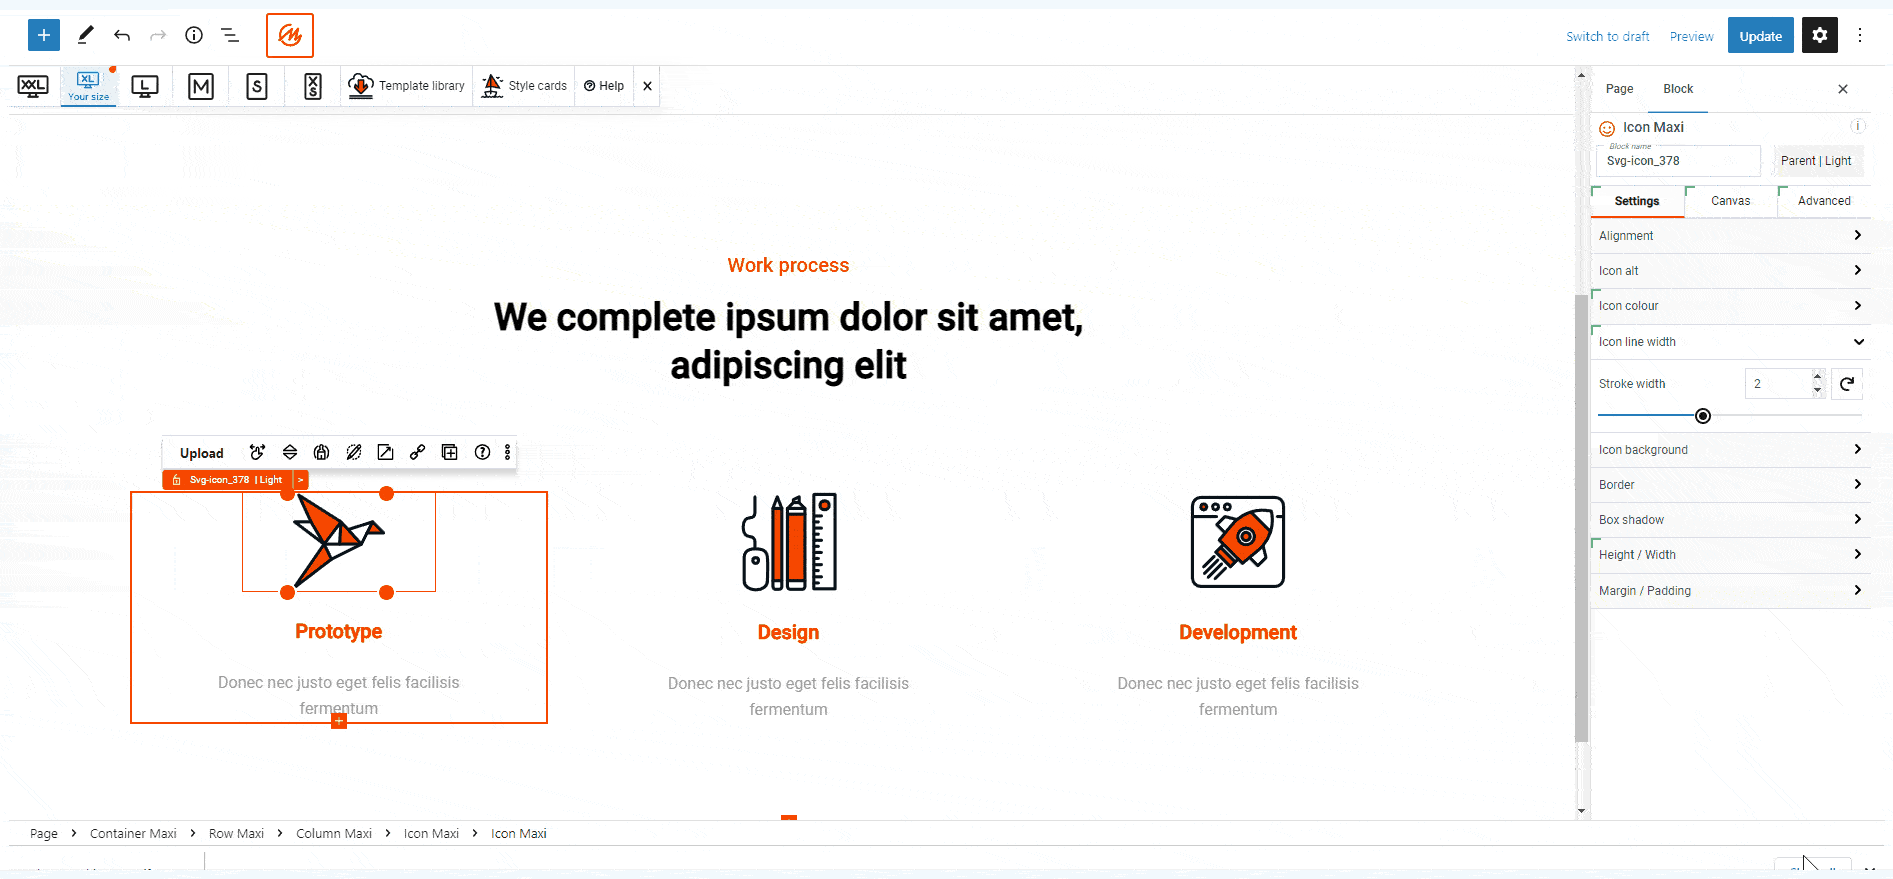 Switch to draft
Preview
Update
XXL
XL
Your size
L
M
S
XS
Template library
Style cards
Help
Page
Block
Icon Maxi
Block name
Svg-icon_378
Parent | Light
Settings
Canvas
Advanced
Alignment
Icon alt
Icon colour
Icon line width
Stroke width
2
Icon background
Border
Box shadow
Height / Width
Margin / Padding
Work process
We complete ipsum dolor sit amet,
adipiscing elit
Upload
Svg-icon_378 | Light >
Prototype
Donec nec justo eget felis facilisis
fermentum
Design
Donec nec justo eget felis facilisis
fermentum
Development
Donec nec justo eget felis facilisis
fermentum
Page > Container Maxi > Row Maxi > Column Maxi > Icon Maxi > Icon Maxi